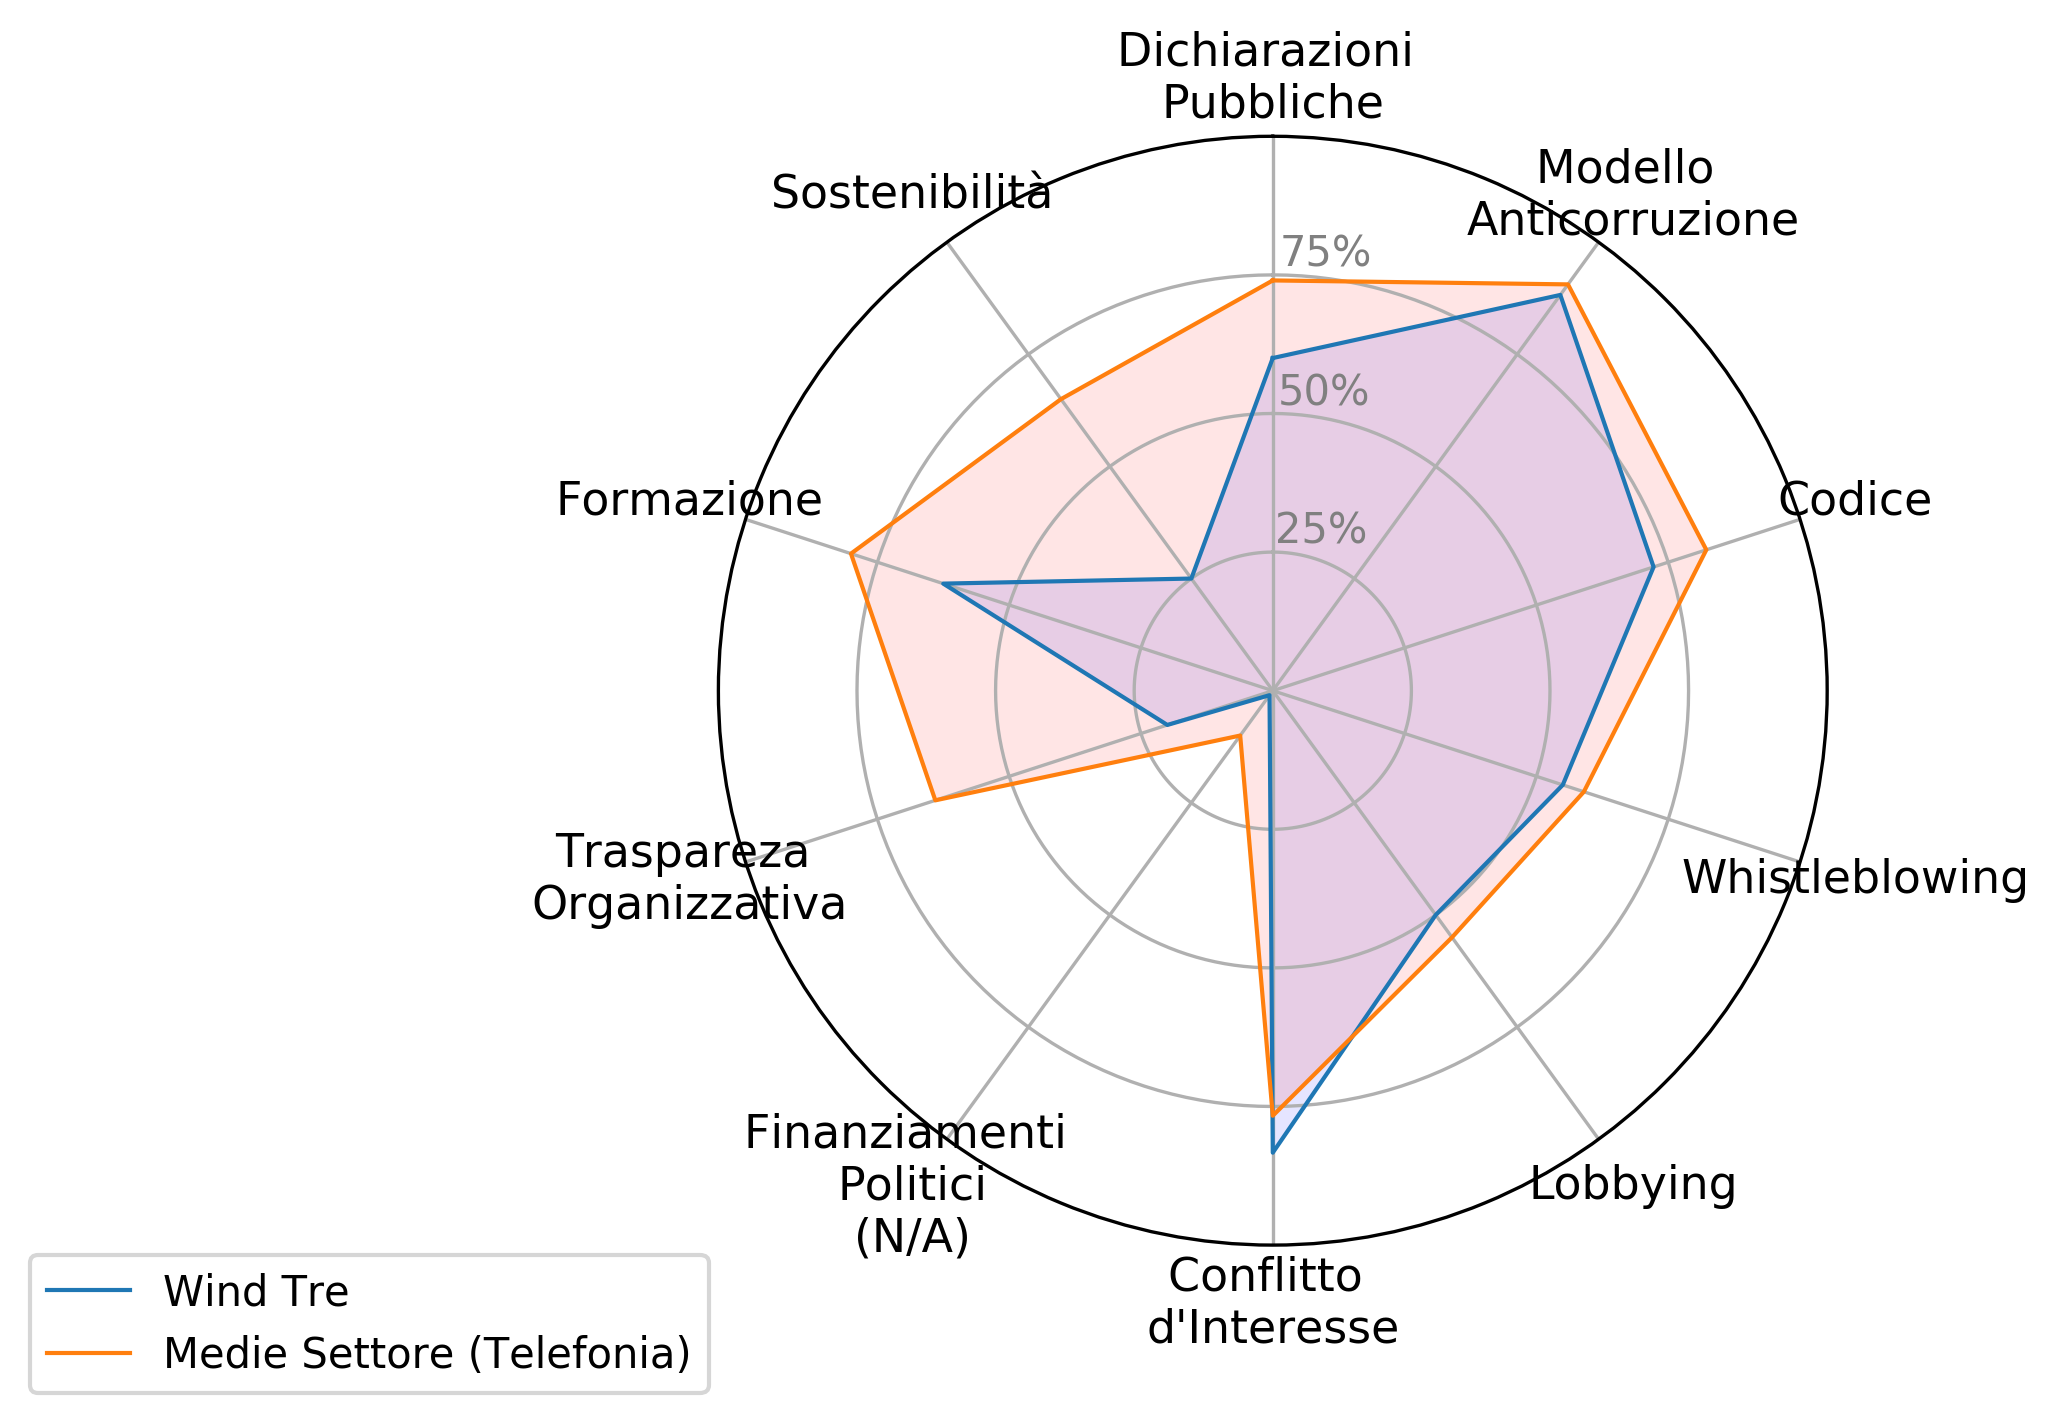 Dichiarazioni
Pubbliche
Modello
Anticorruzione
Sostenibilità
75%
50%
25%
Formazione
Codice
Traspareza
Organizzativa
Whistleblowing
Finanziamenti
Politici
(N/A)
Lobbying
Conflitto
d'Interesse
Wind Tre
Medie Settore (Telefonia)